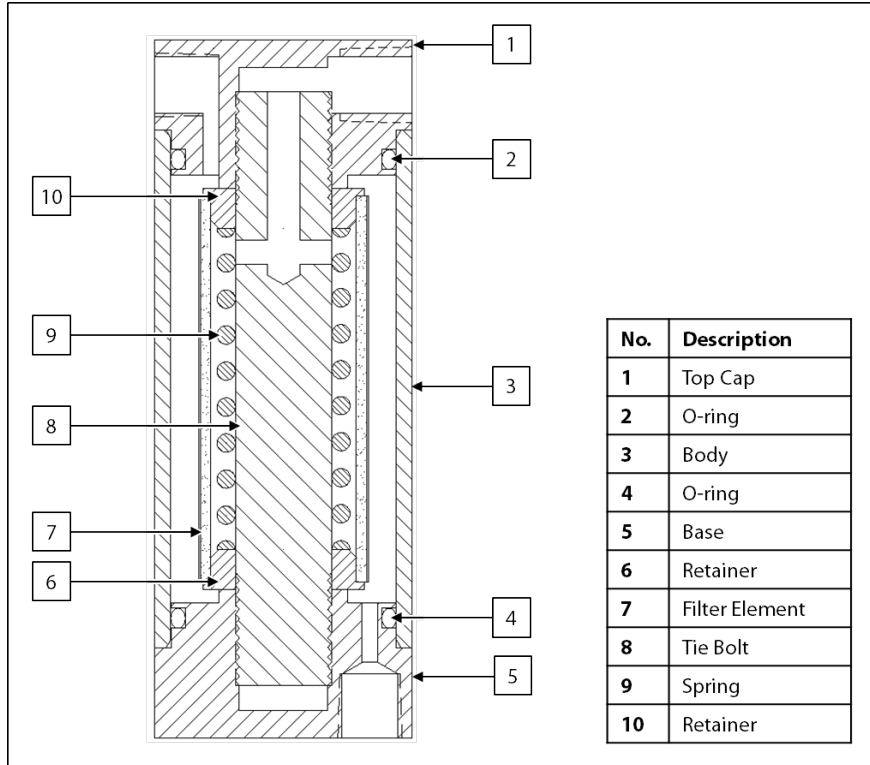 1
2
10
9
3
8
7
6
4
5
No. Description
1 Top Cap
2 O-ring
3 Body
4 O-ring
5 Base
6 Retainer
7 Filter Element
8 Tie Bolt
9 Spring
10 Retainer